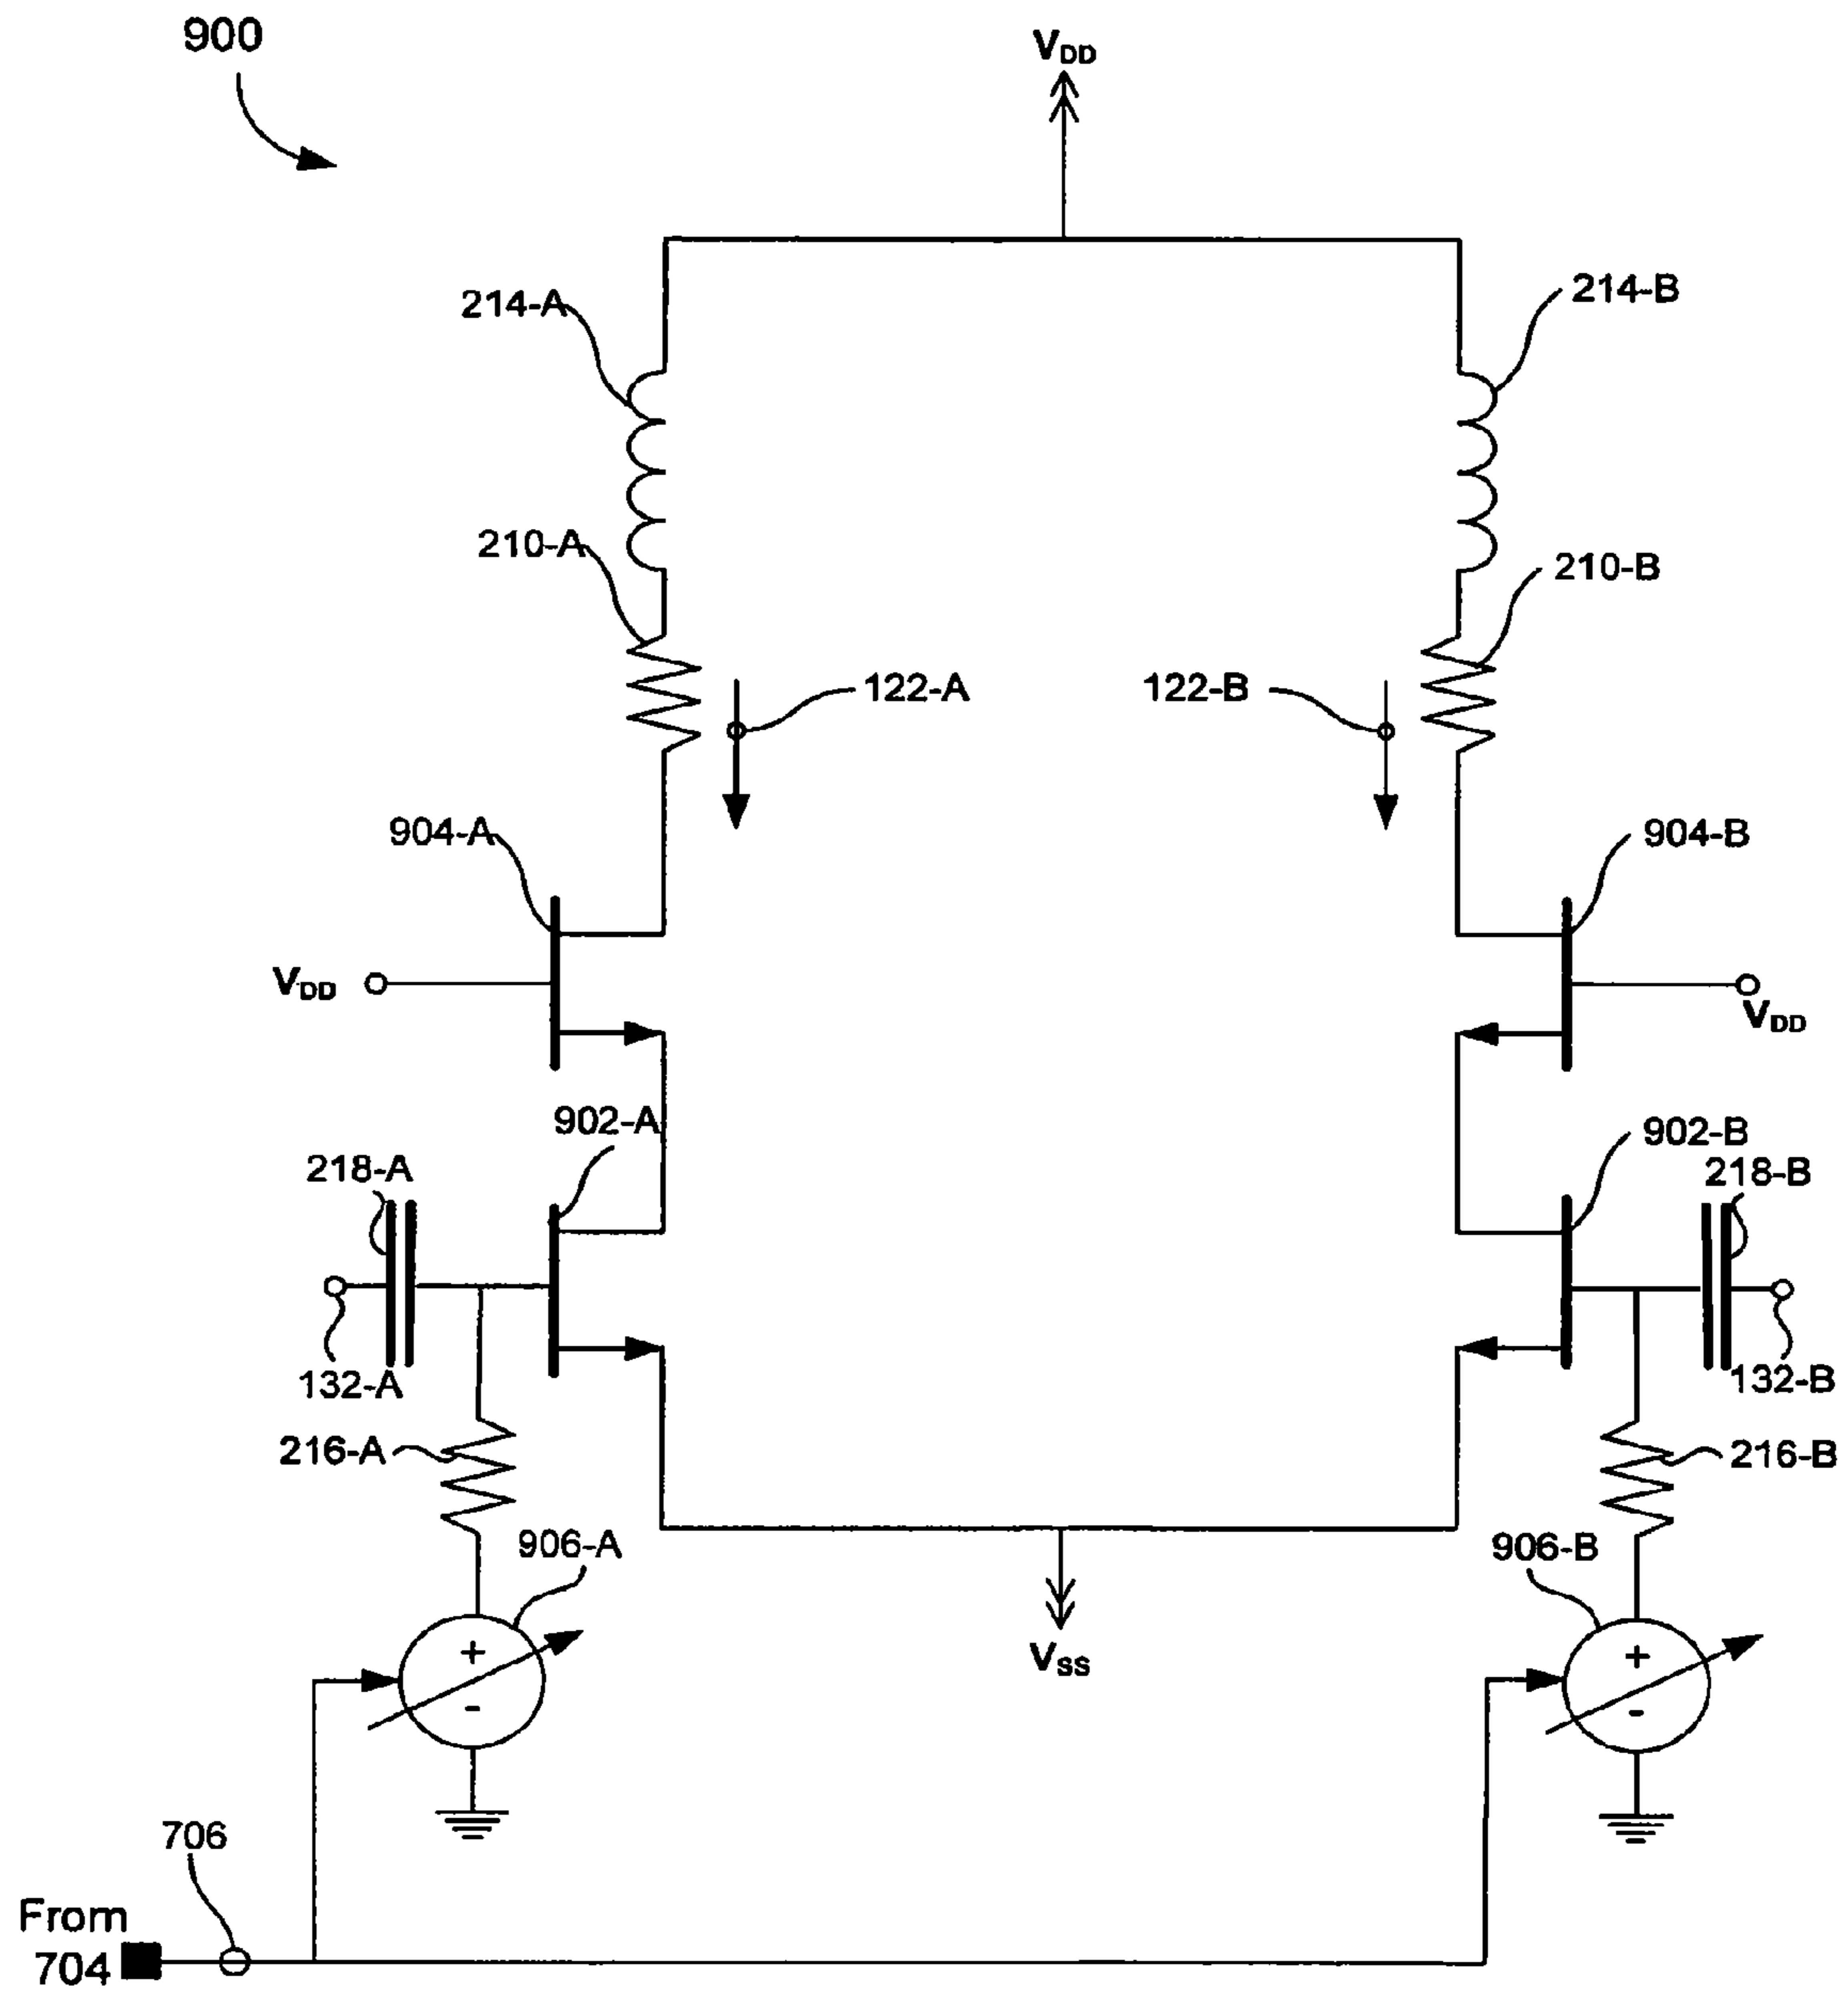 900
VDD
214-A
214-B
210-A
210-B
122-A
122-B
904-A
904-B
VDD
VDD
902-A
902-B
218-A
218-B
132-A
132-B
216-A
216-B
906-A
906-B
+
-
+
-
VSS
706
From
704